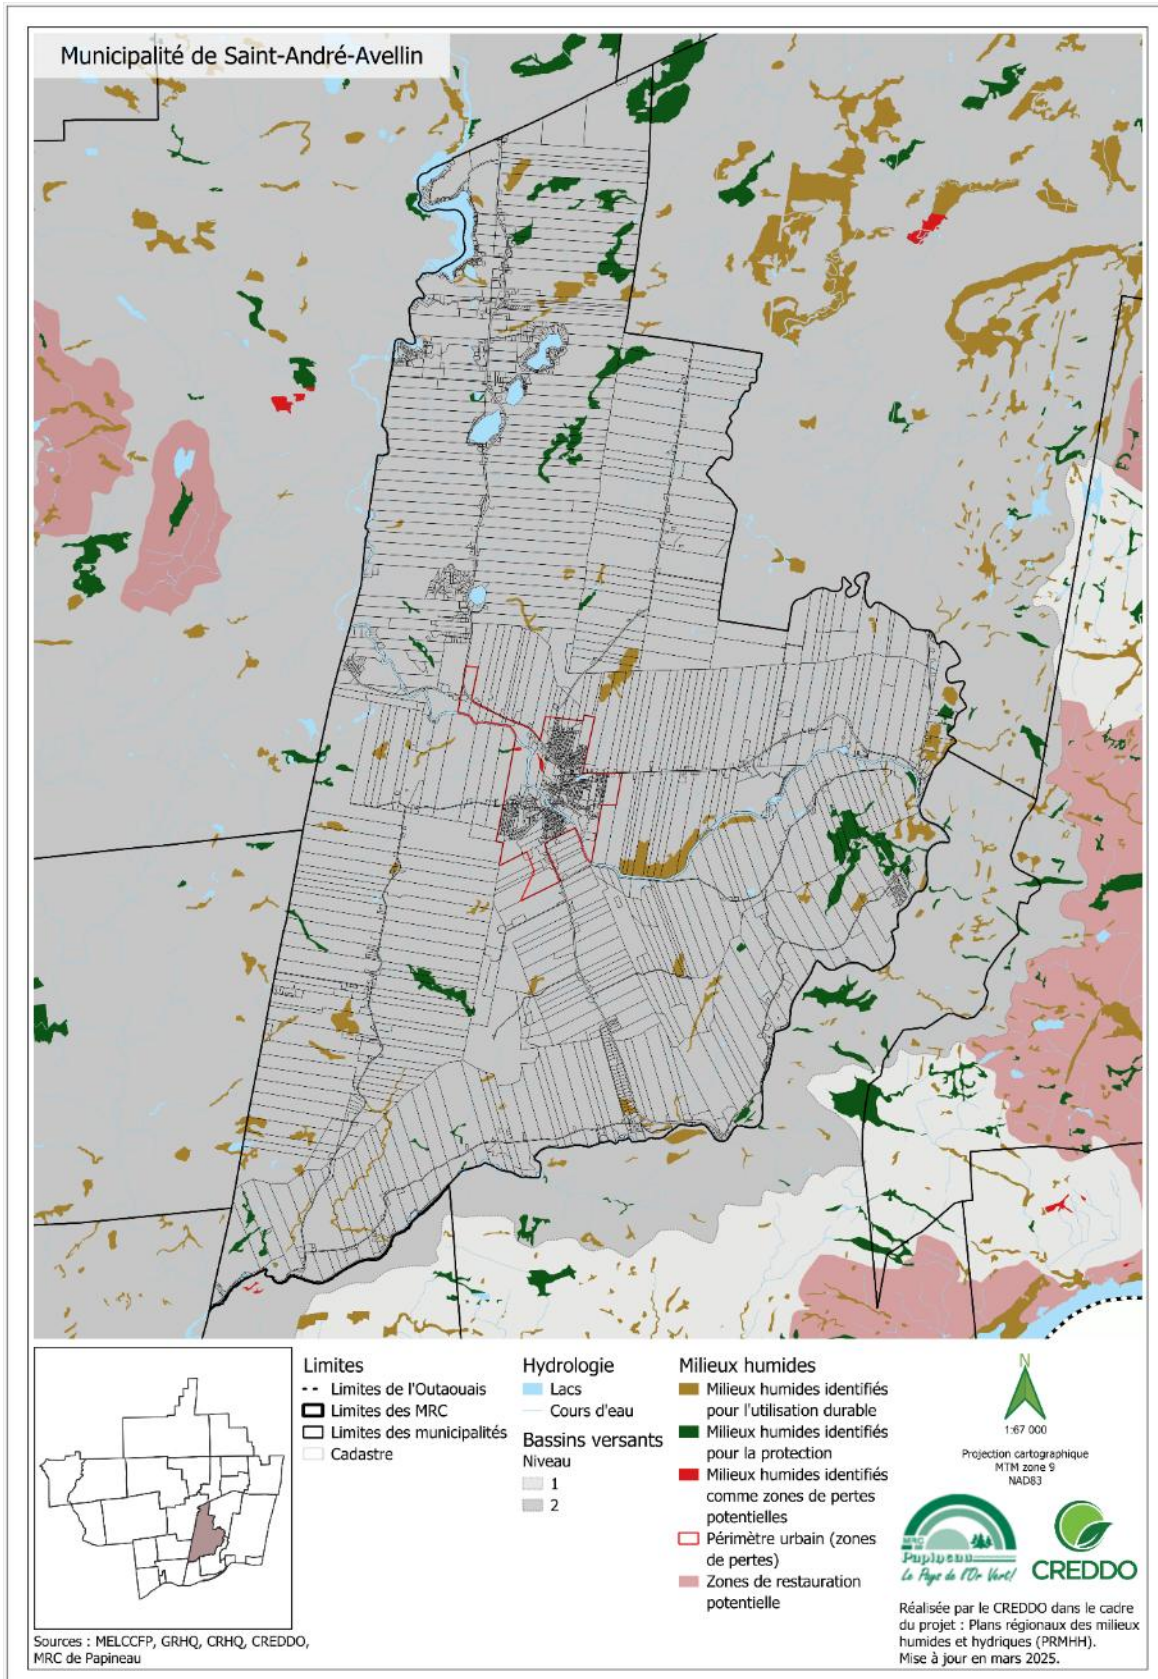 Municipalité de Saint-André-Avellin
Limites
Limites de l'Outaouais
Limites des MRC
Limites des municipalités
Cadastre
Hydrologie
Lacs
Cours d'eau
Bassins versants
Niveau
1
2
Milieux humides
Milieux humides identifiés
pour l'utilisation durable
Milieux humides identifiés
pour la protection
Milieux humides identifiés
comme zones de pertes
potentielles
Périmètre urbain (zones
de pertes)
Zones de restauration
potentielle
N
1:67 000
Projection cartographique
MTM zone 9
NAD83
MRC de
Papineau
Le Pays de l'Or Vert!
CREDDO
Réalisée par le CREDDO dans le cadre
du projet : Plans régionaux des milieux
humides et hydriques (PRMHH).
Mise à jour en mars 2025.
Sources : MELCCFP, GRHQ, CRHQ, CREDDO,
MRC de Papineau